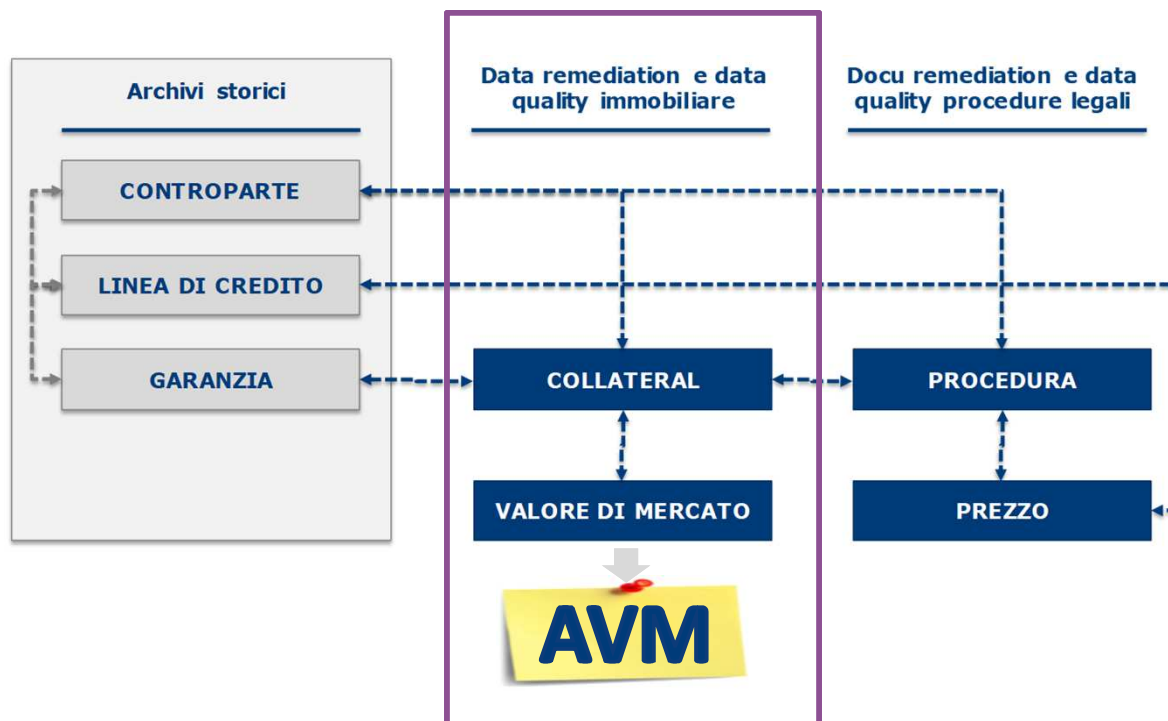 Archivi storici
CONTROPARTE
LINEA DI CREDITO
GARANZIA
Data remediation e data
quality immobiliare
COLLATERAL
VALORE DI MERCATO
AVM
Docu remediation e data
quality procedure legali
PROCEDURA
PREZZO